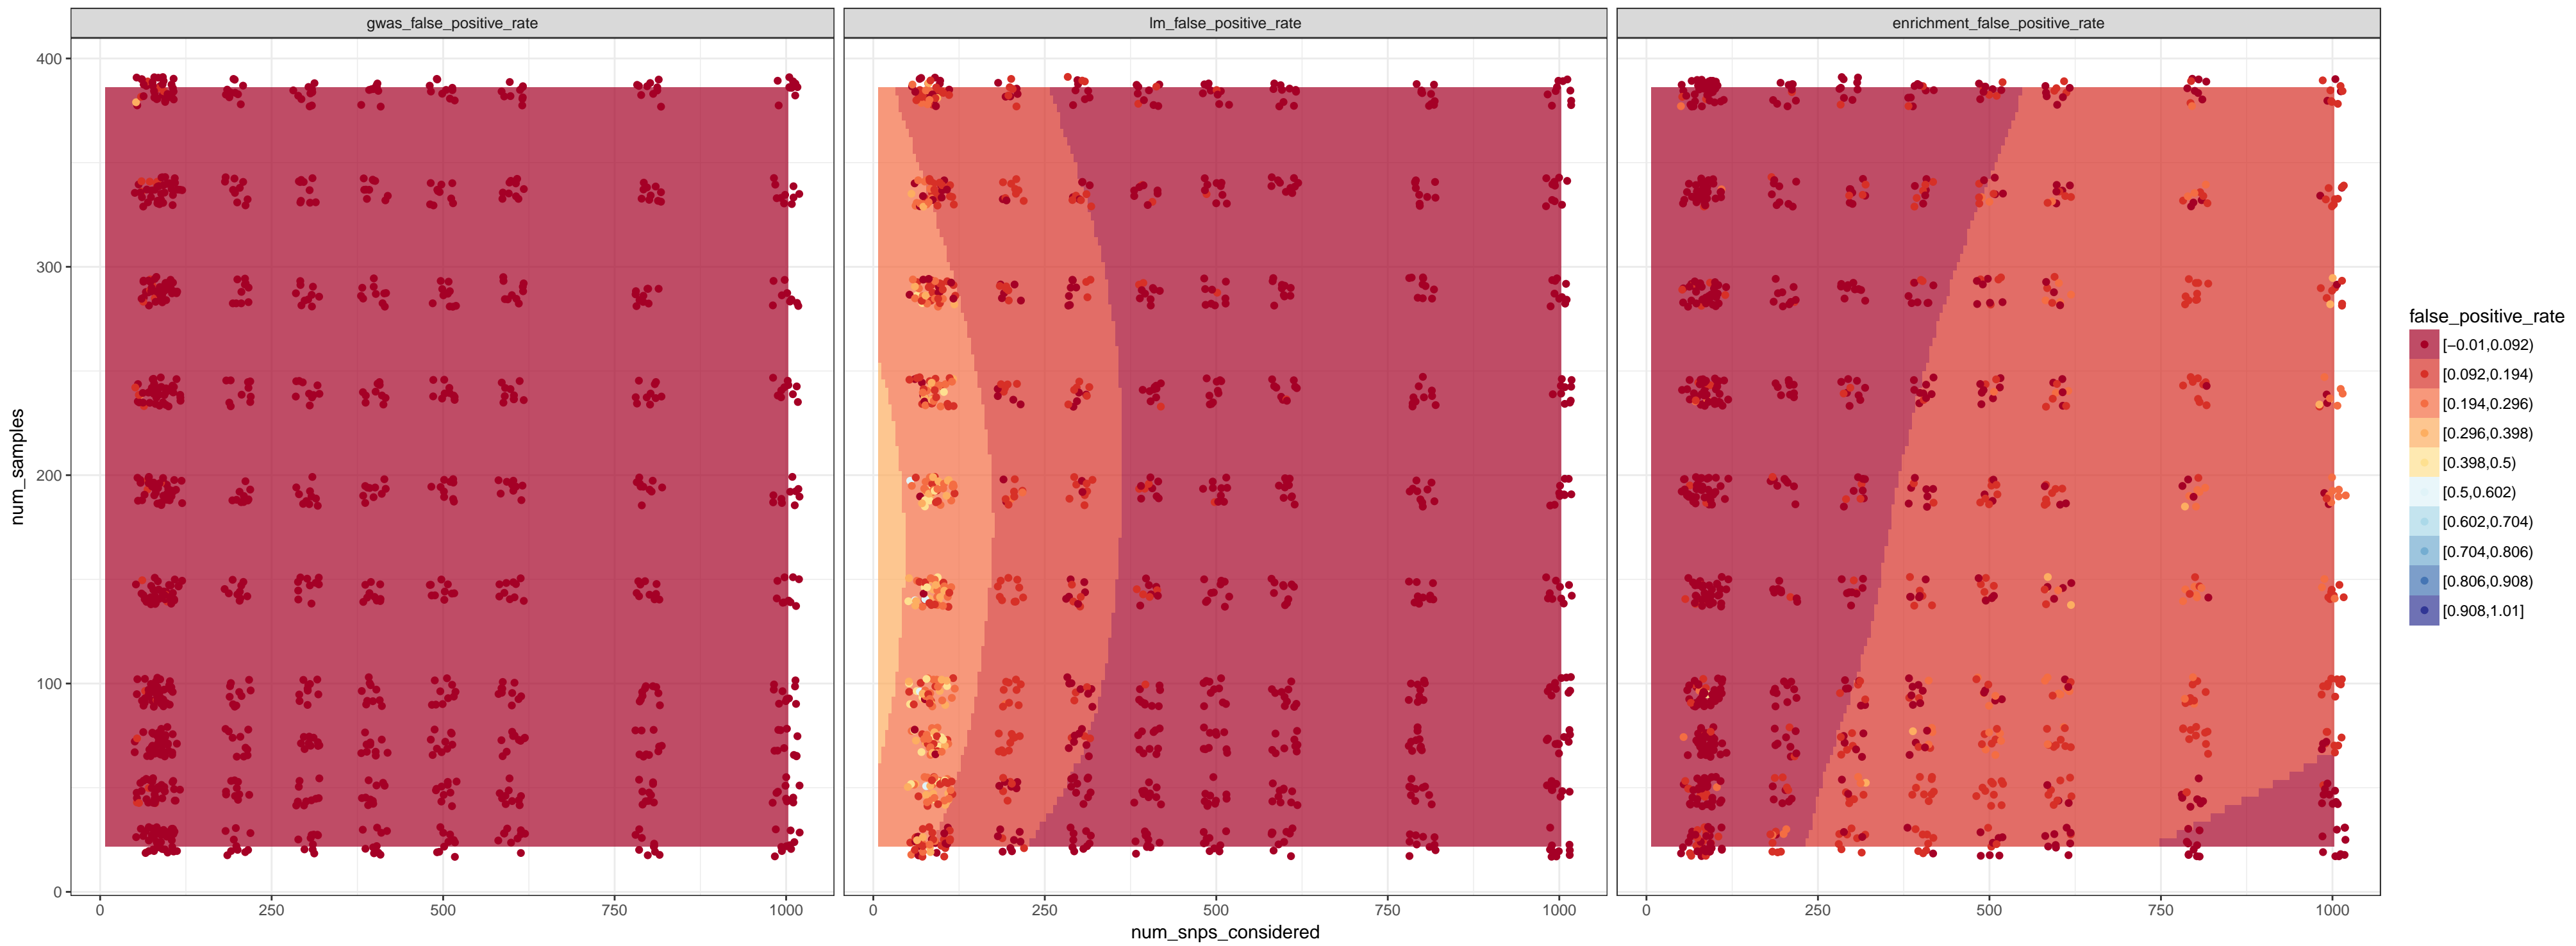 gwas_false_positive_rate
lm_false_positive_rate
enrichment_false_positive_rate
400
300
200
100
0
num_samples
0 250 500 750 1000
0 250 500 750 1000
0 250 500 750 1000
num_snps_considered
false_positive_rate
[−0.01,0.092)
[0.092,0.194)
[0.194,0.296)
[0.296,0.398)
[0.398,0.5)
[0.5,0.602)
[0.602,0.704)
[0.704,0.806)
[0.806,0.908)
[0.908,1.01]